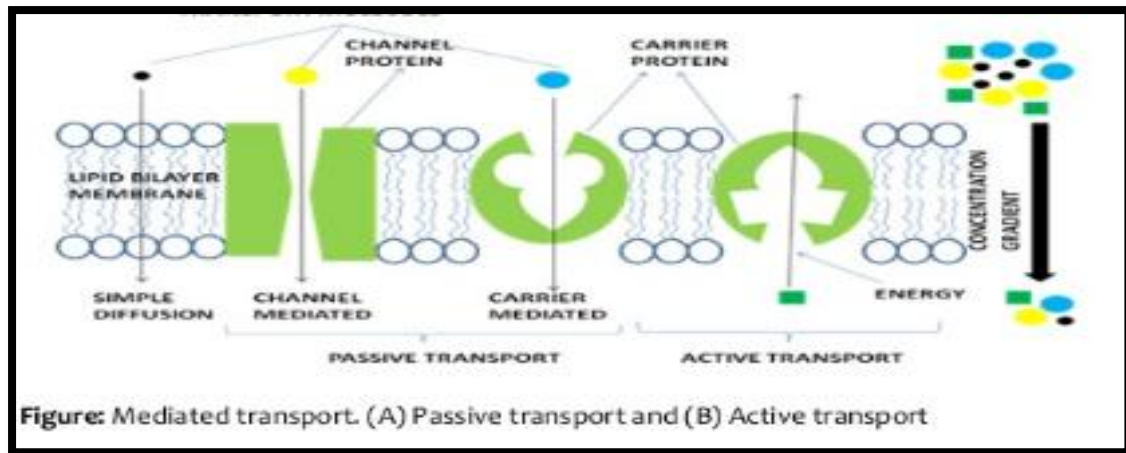 CHANNEL
PROTEIN
CARRIER
PROTEIN
LIPID BILAYER
MEMBRANE
CONCENTRATION
GRADIENT
SIMPLE
DIFFUSION
CHANNEL
MEDIATED
CARRIER
MEDIATED
ENERGY
PASSIVE TRANSPORT
ACTIVE TRANSPORT
Figure: Mediated transport. (A) Passive transport and (B) Active transport